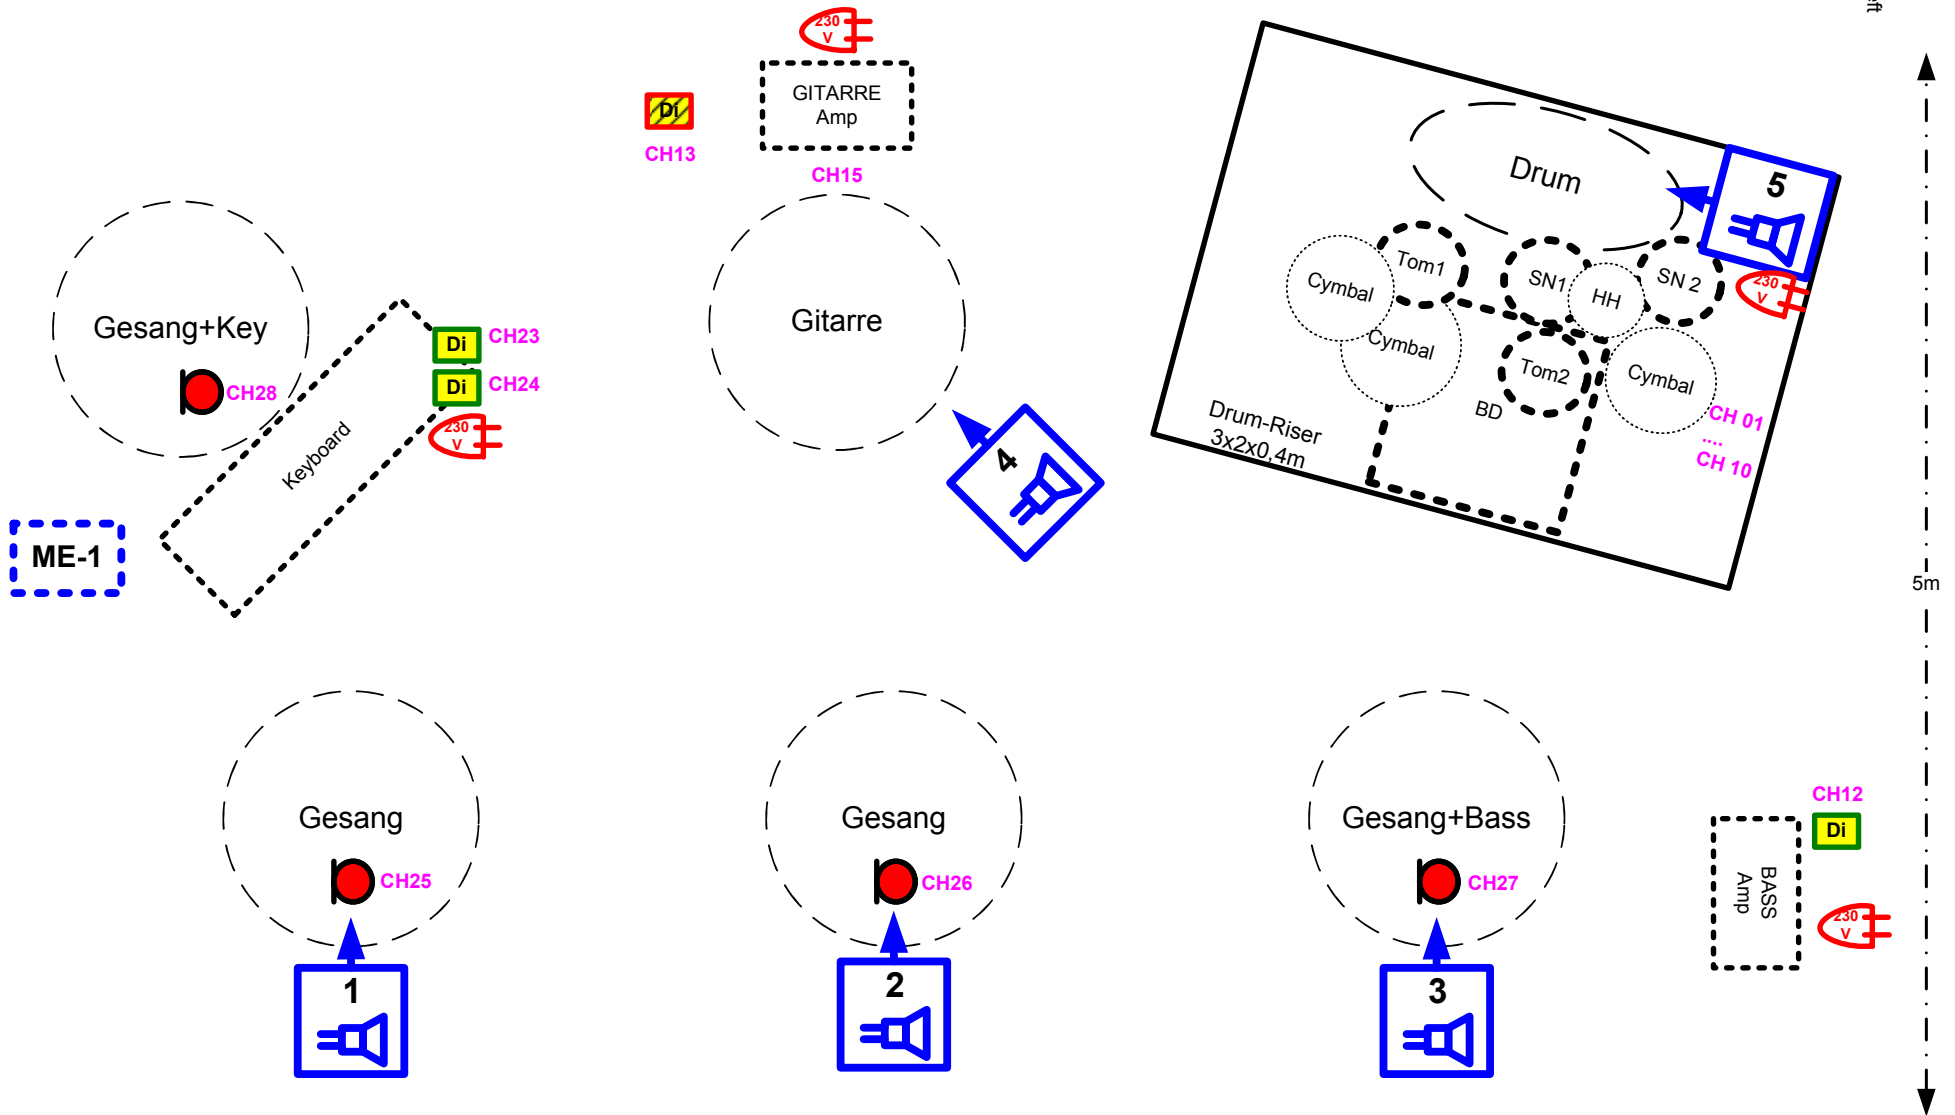 230
V
GITARRE
Amp
Di
CH13
CH15
Drum
5
230
V
Tom1
SN1
HH
SN 2
Cymbal
Cymbal
Tom2
Cymbal
BD
Drum-Riser
3x2x0,4m
CH 01
....
CH 10
Gesang+Key
CH28
Di
CH23
Di
CH24
230
V
Keyboard
ME-1
Gitarre
4
5m
Gesang
CH25
1
Gesang
CH26
2
Gesang+Bass
CH27
3
CH12
Di
BASS
Amp
230
V